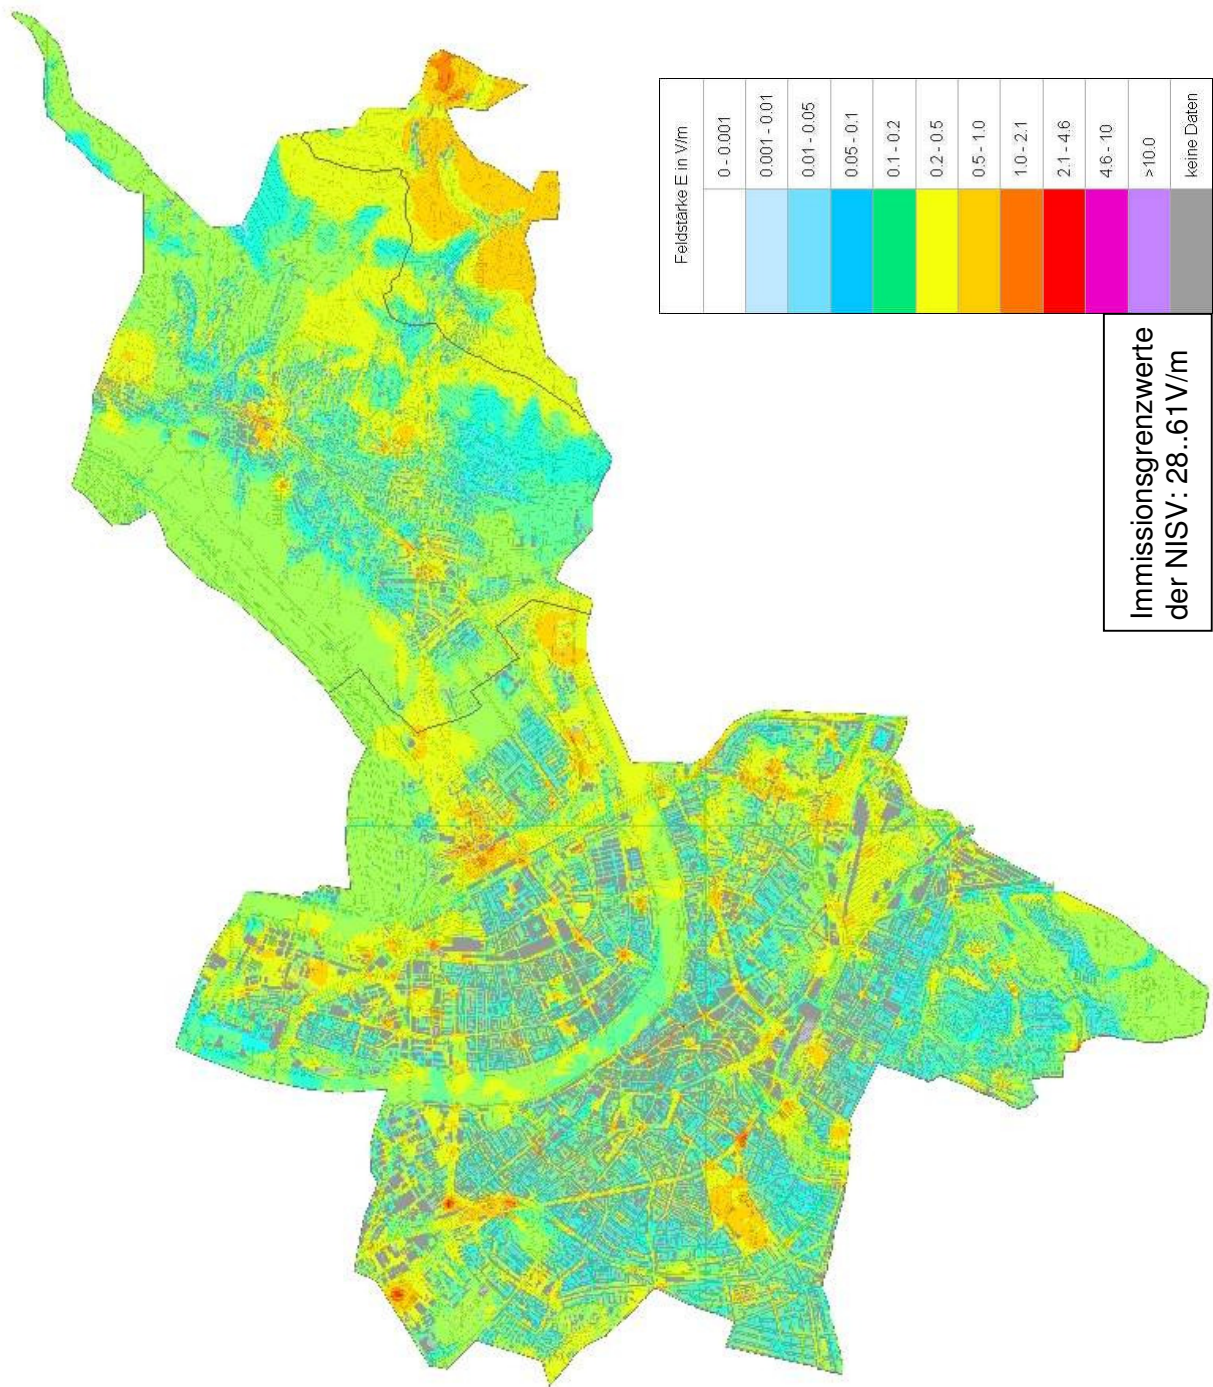 Feldstärke E in V/m
0 - 0.001
0.001 - 0.01
0.01 - 0.05
0.05 - 0.1
0.1 - 0.2
0.2 - 0.5
0.5 - 1.0
1.0 - 2.1
2.1 - 4.6
4.6 - 10
>10.0
keine Daten
Immissionsgrenzwerte
der NISV: 28..61V/m